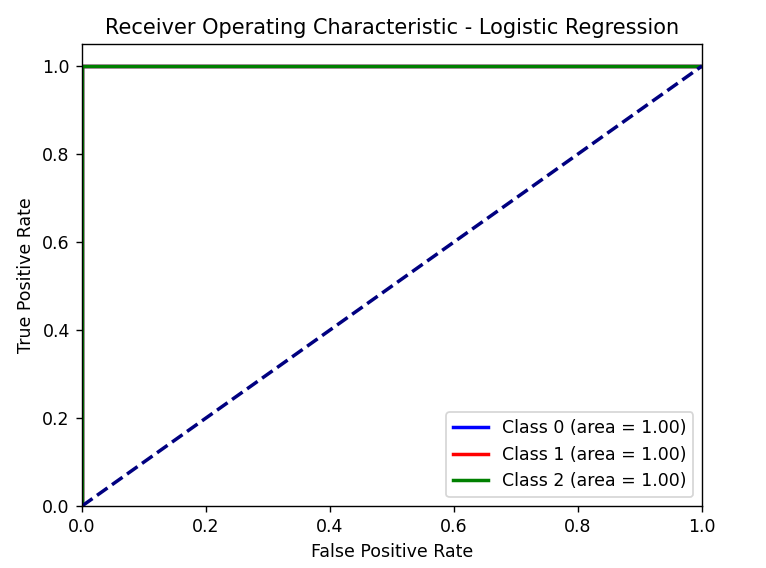 Receiver Operating Characteristic - Logistic Regression
True Positive Rate
1.0
0.8
0.6
0.4
0.2
0.0
Class 0 (area = 1.00)
Class 1 (area = 1.00)
Class 2 (area = 1.00)
0.0 0.2 0.4 0.6 0.8 1.0
False Positive Rate